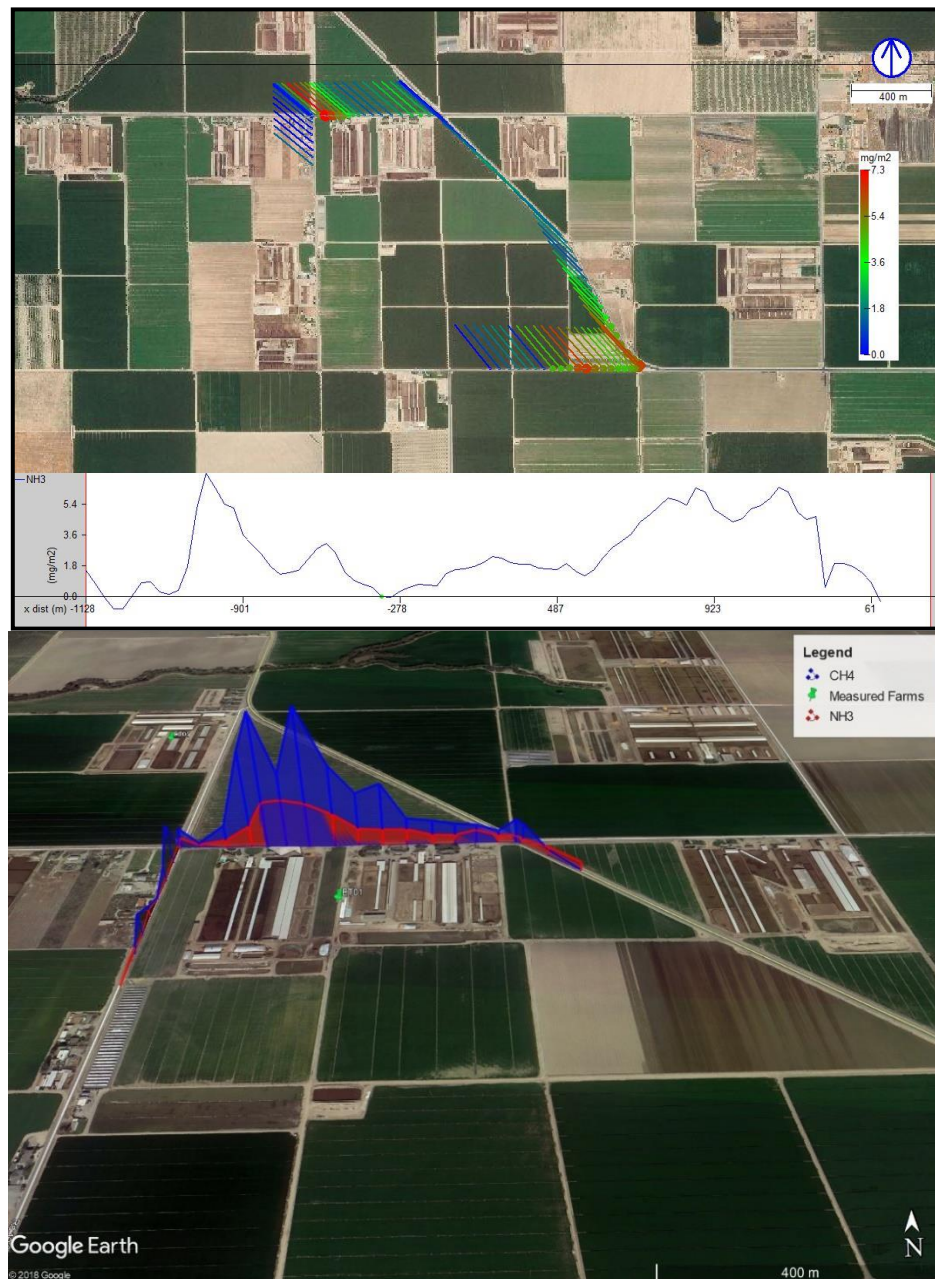 400 m
mg/m2
7.3
5.4
3.6
1.8
0.0
NH3
5.4
3.6
1.8
0.0
(mg/m2)
x dist (m) -1128 -901 -278 487 923 61
Legend
CH4
Measured Farms
NH3
N
Google Earth
© 2018 Google
400 m